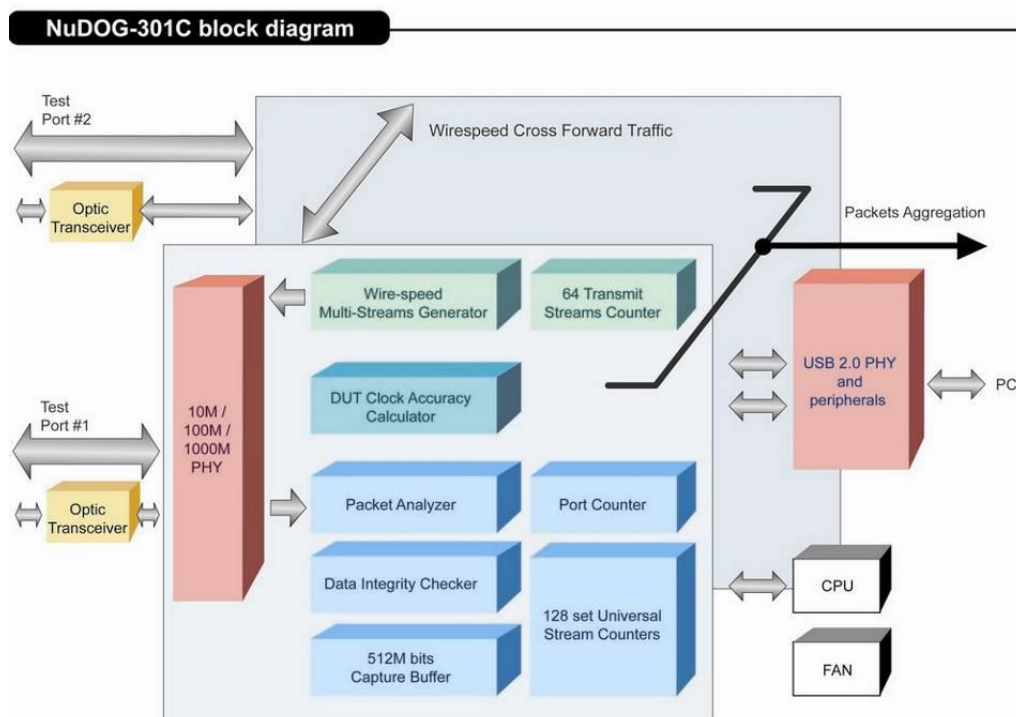 NuDOG-301C block diagram
Test
Port #2
Wirespeed Cross Forward Traffic
Optic
Transceiver
Packets Aggregation
Wire-speed
Multi-Streams Generator
64 Transmit
Streams Counter
DUT Clock Accuracy
Calculator
USB 2.0 PHY
and
peripherals
PC
Test
Port #1
10M /
100M /
1000M
PHY
Optic
Transceiver
Packet Analyzer
Port Counter
Data Integrity Checker
128 set Universal
Stream Counters
512M bits
Capture Buffer
CPU
FAN